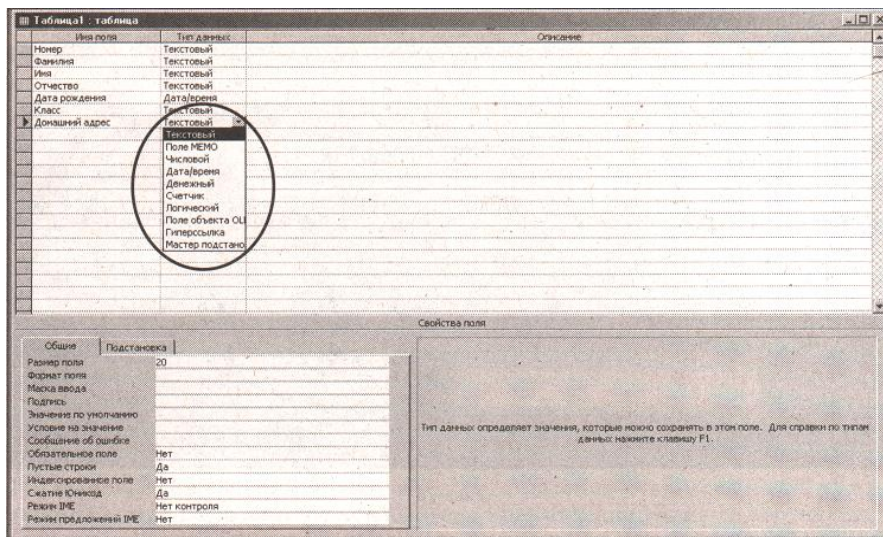 Таблица1 : таблица
Имя поля Тип данных Описание
Номер Текстовый
Фамилия Текстовый
Имя Текстовый
Отчество Текстовый
Дата рождения Дата/время
Класс Текстовый
Домашний адрес Текстовый
Текстовый
Поле MEMO
Числовой
Дата/время
Денежный
Счетчик
Логический
Поле объекта OLI
Гиперссылка
Мастер подстано
Свойства поля
Общие Подстановка
Размер поля 20
Формат поля
Маска ввода
Подпись
Значение по умолчанию
Условие на значение
Сообщение об ошибке
Обязательное поле Нет
Пустые строки Да
Индексированное поле Нет
Сжатие Юникод Да
Режим IME Нет контроля
Режим предложений IME Нет
Тип данных определяет значения, которые можно сохранять в этом поле. Для справки по типам
данных нажмите клавишу F1.